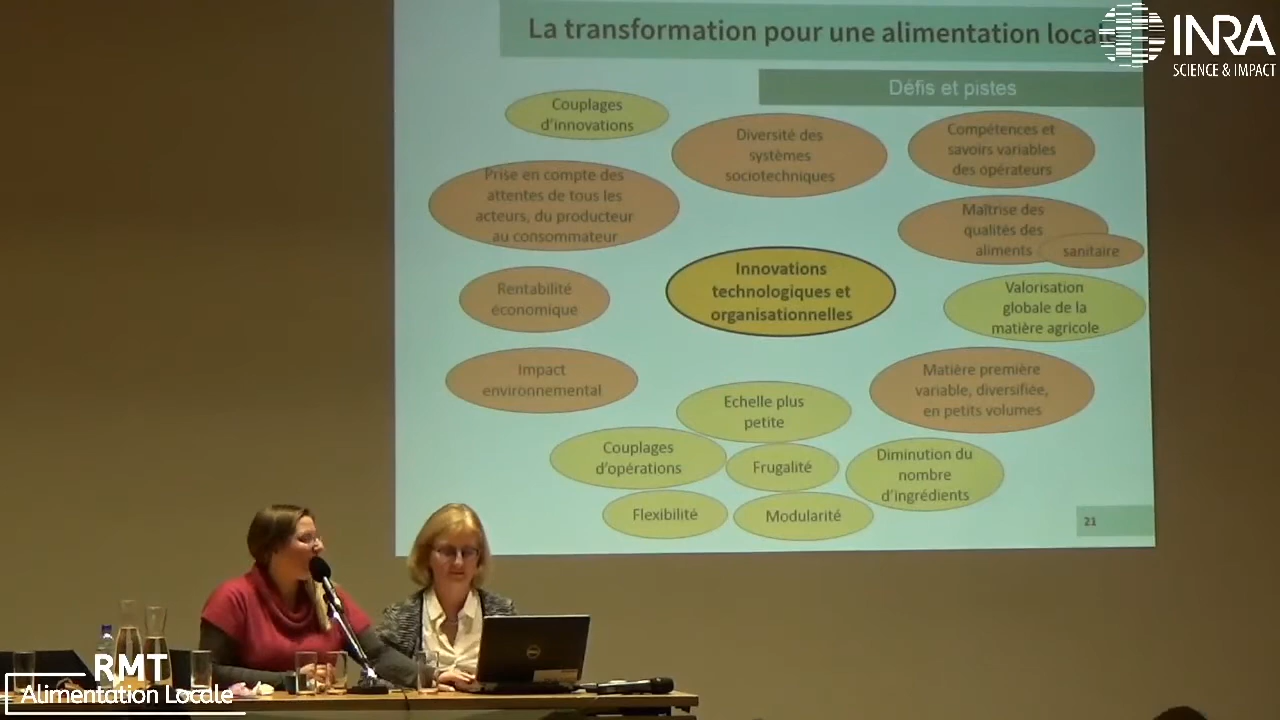 La transformation pour une alimentation locale
INRA
SCIENCE & IMPACT
Défis et pistes
Couplages
d'innovations
Diversité des
systèmes
sociotechniques
Compétences et
savoirs variables
des opérateurs
Prise en compte des
attentes de tous les
acteurs, du producteur
au consommateur
Maîtrise des
qualités des
aliments
sanitaire
Innovations
technologiques et
organisationnelles
Rentabilité
économique
Valorisation
globale de la
matière agricole
Impact
environnemental
Matière première
variable, diversifiée,
en petits volumes
Echelle plus
petite
Couplages
d'opérations
Frugalité
Diminution du
nombre
d'ingrédients
Flexibilité
Modularité
21
DELL
RMT
Alimentation Locale